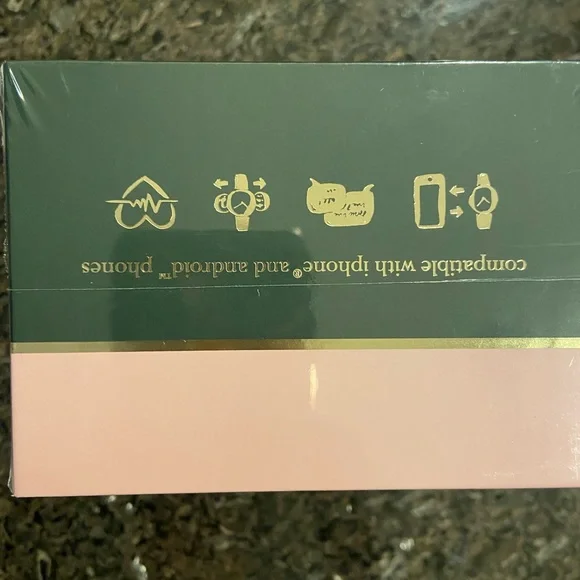 compatible with iphone® and android™ phones